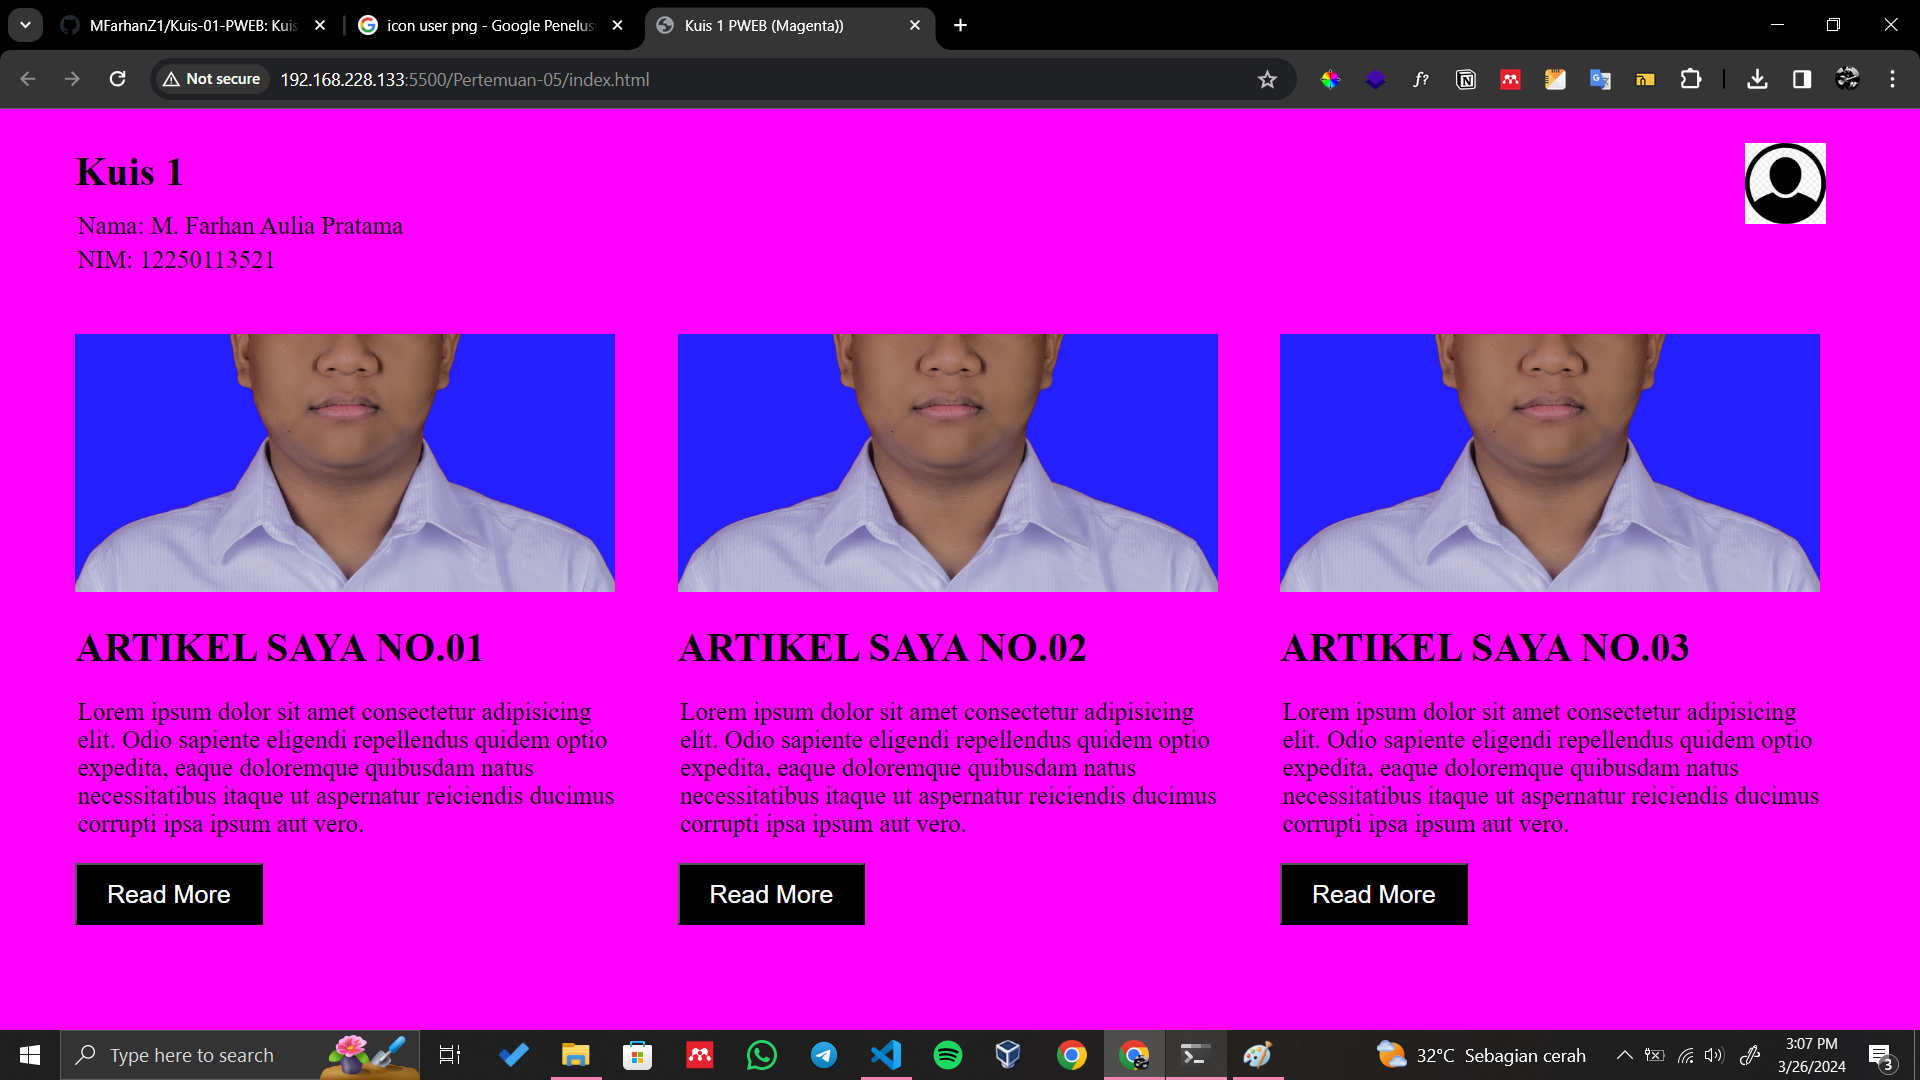 MFarhanZ1/Kuis-01-PWEB: Kuis
icon user png - Google Penelus
Kuis 1 PWEB (Magenta))
Not secure
192.168.228.133:5500/Pertemuan-05/index.html
Kuis 1
Nama: M. Farhan Aulia Pratama
NIM: 12250113521
ARTIKEL SAYA NO.01
Lorem ipsum dolor sit amet consectetur adipisicing
elit. Odio sapiente eligendi repellendus quidem optio
expedita, eaque doloremque quibusdam natus
necessitatibus itaque ut aspernatur reiciendis ducimus
corrupti ipsa ipsum aut vero.
Read More
ARTIKEL SAYA NO.02
Lorem ipsum dolor sit amet consectetur adipisicing
elit. Odio sapiente eligendi repellendus quidem optio
expedita, eaque doloremque quibusdam natus
necessitatibus itaque ut aspernatur reiciendis ducimus
corrupti ipsa ipsum aut vero.
Read More
ARTIKEL SAYA NO.03
Lorem ipsum dolor sit amet consectetur adipisicing
elit. Odio sapiente eligendi repellendus quidem optio
expedita, eaque doloremque quibusdam natus
necessitatibus itaque ut aspernatur reiciendis ducimus
corrupti ipsa ipsum aut vero.
Read More
Type here to search
32°C Sebagian cerah
3:07 PM
3/26/2024
3